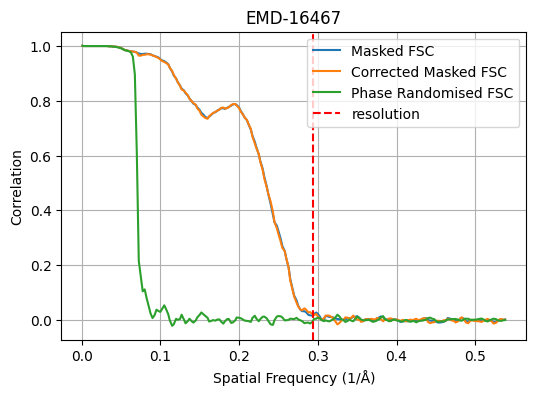 EMD-16467
Masked FSC
Corrected Masked FSC
Phase Randomised FSC
resolution
Correlation
1.0
0.8
0.6
0.4
0.2
0.0
0.0 0.1 0.2 0.3 0.4 0.5
Spatial Frequency (1/Å)